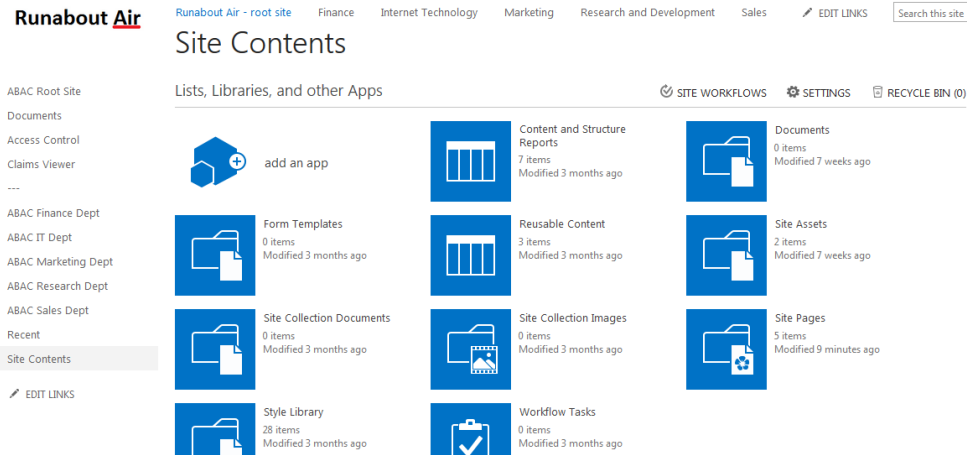 Runabout Air
Runabout Air - root site Finance Internet Technology Marketing Research and Development Sales EDIT LINKS Search this site
Site Contents
ABAC Root Site
Documents
Access Control
Claims Viewer
---
ABAC Finance Dept
ABAC IT Dept
ABAC Marketing Dept
ABAC Research Dept
ABAC Sales Dept
Recent
Site Contents
EDIT LINKS
Lists, Libraries, and other Apps
SITE WORKFLOWS SETTINGS RECYCLE BIN (0)
add an app
Content and Structure
Reports
7 items
Modified 3 months ago
Documents
0 items
Modified 7 weeks ago
Form Templates
0 items
Modified 3 months ago
Reusable Content
3 items
Modified 3 months ago
Site Assets
2 items
Modified 7 weeks ago
Site Collection Documents
0 items
Modified 3 months ago
Site Collection Images
0 items
Modified 3 months ago
Site Pages
5 items
Modified 9 minutes ago
Style Library
28 items
Modified 3 months ago
Workflow Tasks
0 items
Modified 3 months ago